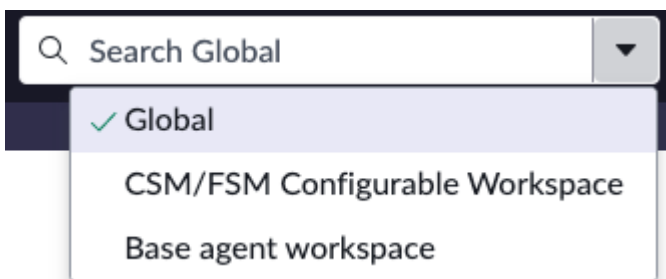 Search Global
Global
CSM/FSM Configurable Workspace
Base agent workspace